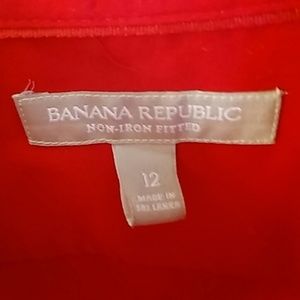 BANANA REPUBLIC
NON-IRON FITTED
12
MADE IN
SRI LANKA